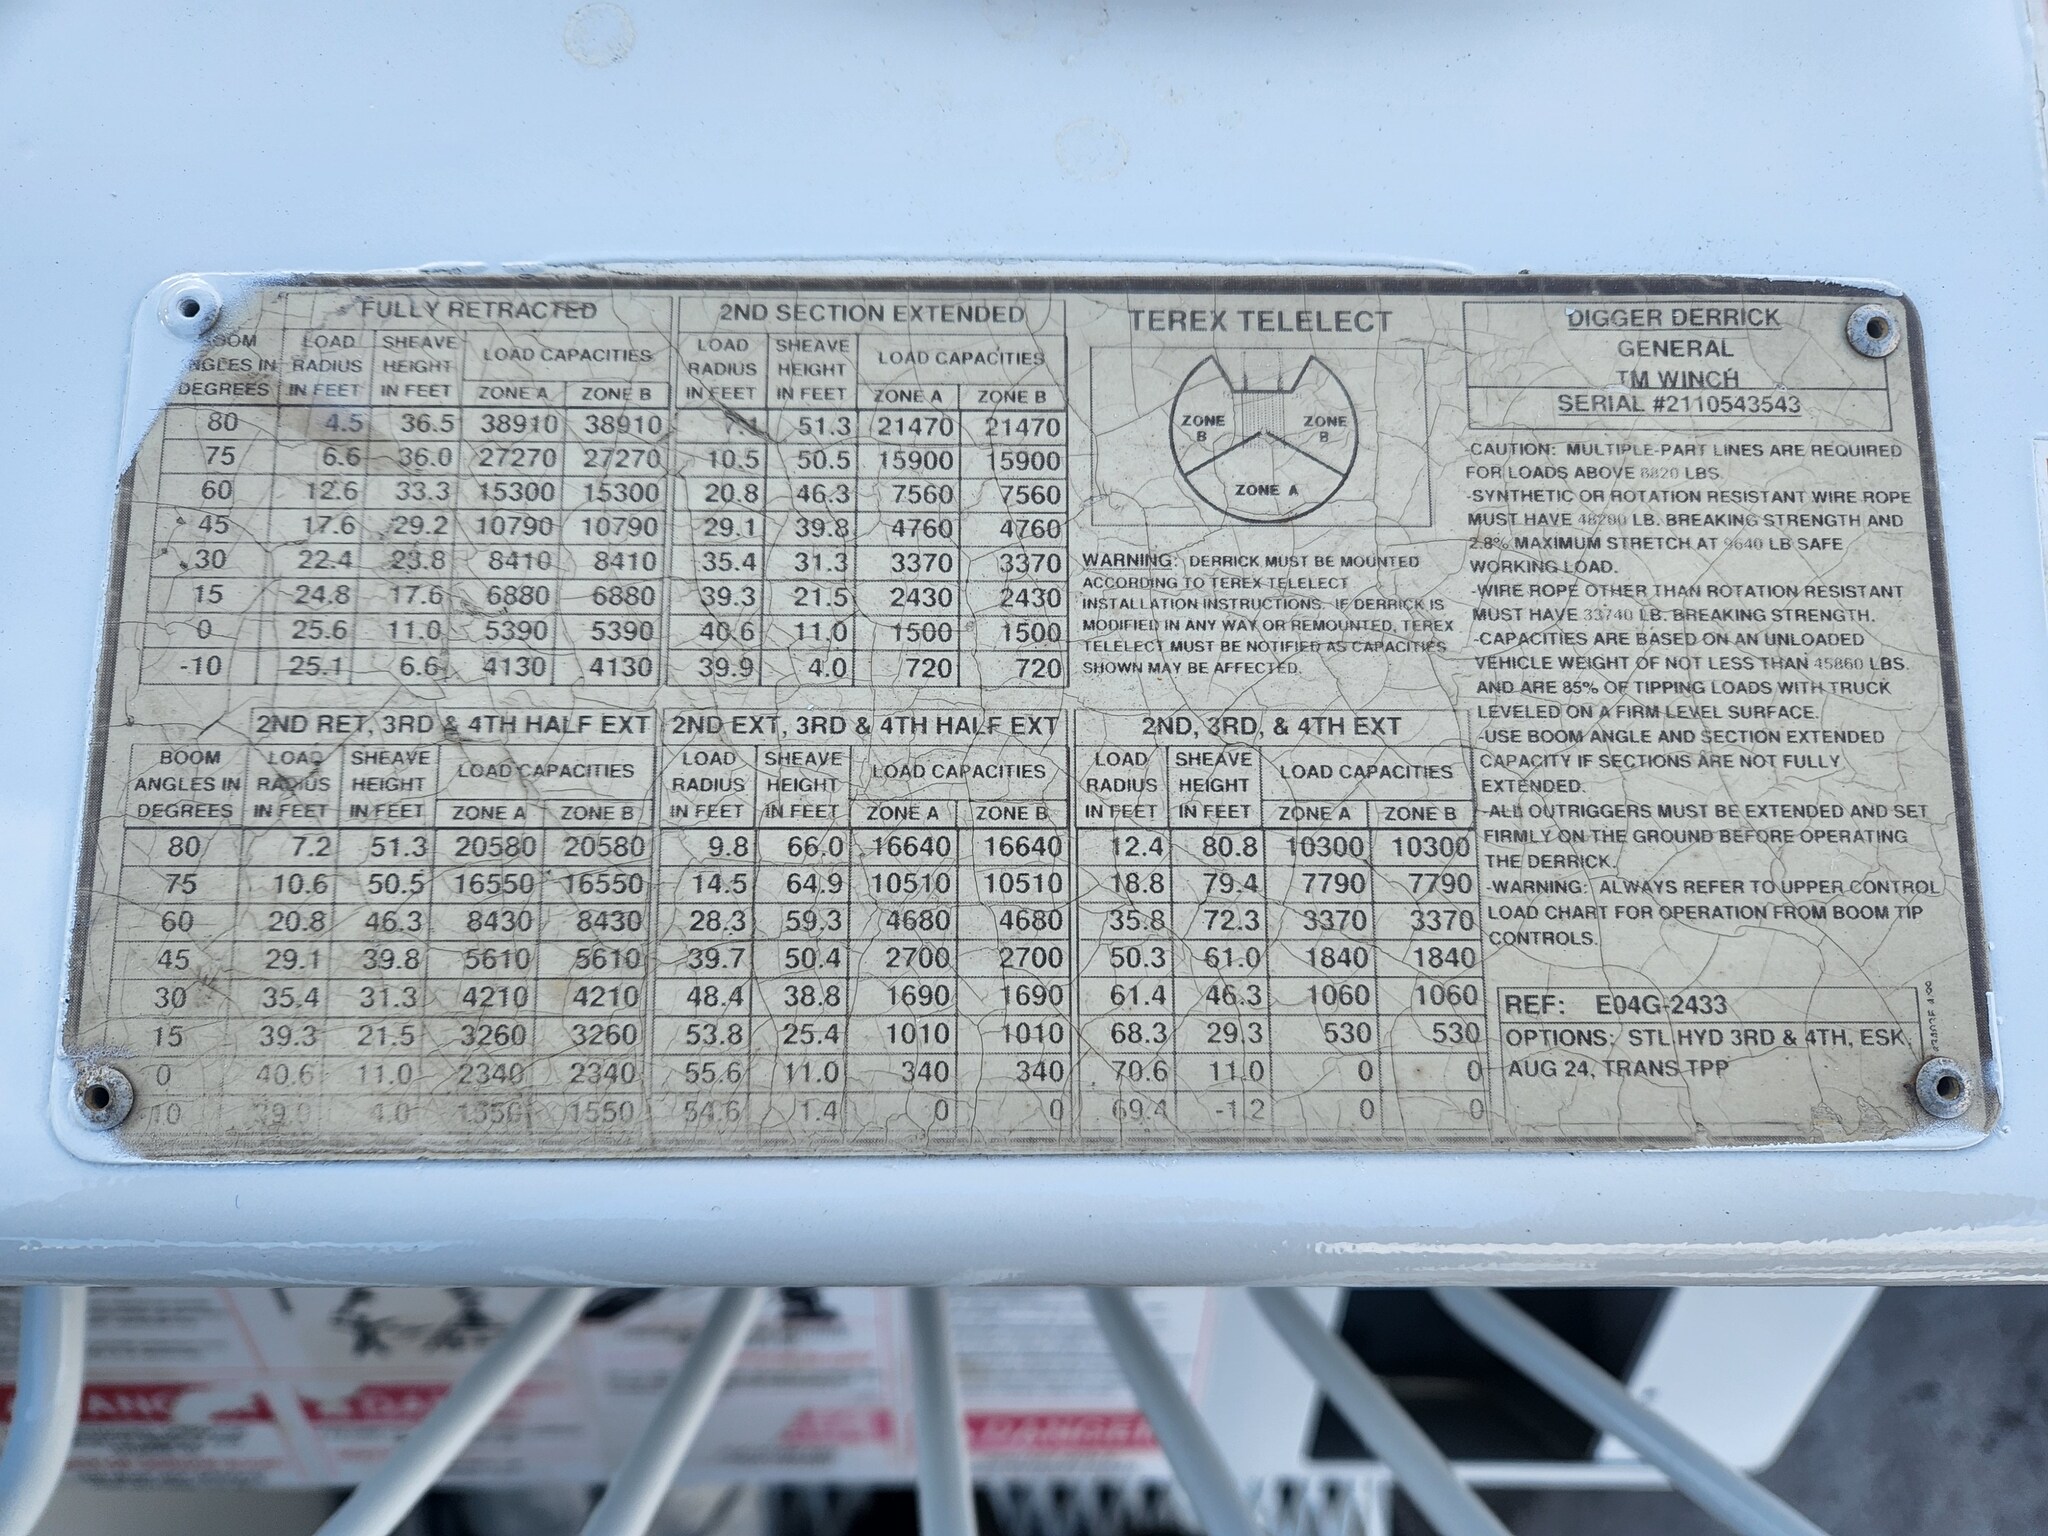 FULLY RETRACTED
2ND SECTION EXTENDED
ANGLES IN DEGREES
LOAD RADIUS IN FEET
SHEAVE HEIGHT IN FEET
LOAD CAPACITIES
ZONE A ZONE B
LOAD RADIUS IN FEET
SHEAVE HEIGHT IN FEET
LOAD CAPACITIES
ZONE A ZONE B
80 4.5 36.5 38910 38910 7.1 51.3 21470 21470
75 6.6 36.0 27270 27270 10.5 50.5 15900 15900
60 12.6 33.3 15300 15300 20.8 46.3 7560 7560
45 17.6 29.2 10790 10790 29.1 39.8 4760 4760
30 22.4 23.8 8410 8410 35.4 31.3 3370 3370
15 24.8 17.6 6880 6880 39.3 21.5 2430 2430
0 25.6 11.0 5390 5390 40.6 11.0 1500 1500
-10 25.1 6.6 4130 4130 39.9 4.0 720 720
TEREX TELELECT
ZONE B
ZONE B
ZONE A
WARNING: DERRICK MUST BE MOUNTED
ACCORDING TO TEREX TELELECT
INSTALLATION INSTRUCTIONS. IF DERRICK IS
MODIFIED IN ANY WAY OR REMOUNTED, TEREX
TELELECT MUST BE NOTIFIED AS CAPACITIES
SHOWN MAY BE AFFECTED.
DIGGER DERRICK
GENERAL
TM WINCH
SERIAL #2110543543
-CAUTION: MULTIPLE-PART LINES ARE REQUIRED
FOR LOADS ABOVE 8820 LBS.
-SYNTHETIC OR ROTATION RESISTANT WIRE ROPE
MUST HAVE 48200 LB. BREAKING STRENGTH AND
2.8% MAXIMUM STRETCH AT 9640 LB SAFE
WORKING LOAD.
-WIRE ROPE OTHER THAN ROTATION RESISTANT
MUST HAVE 33740 LB. BREAKING STRENGTH.
-CAPACITIES ARE BASED ON AN UNLOADED
VEHICLE WEIGHT OF NOT LESS THAN 45860 LBS.
AND ARE 85% OF TIPPING LOADS WITH TRUCK
LEVELED ON A FIRM LEVEL SURFACE.
-USE BOOM ANGLE AND SECTION EXTENDED
CAPACITY IF SECTIONS ARE NOT FULLY
EXTENDED.
-ALL OUTRIGGERS MUST BE EXTENDED AND SET
FIRMLY ON THE GROUND BEFORE OPERATING
THE DERRICK.
-WARNING: ALWAYS REFER TO UPPER CONTROL
LOAD CHART FOR OPERATION FROM BOOM TIP
CONTROLS.
2ND RET, 3RD & 4TH HALF EXT
2ND EXT, 3RD & 4TH HALF EXT
2ND, 3RD, & 4TH EXT
BOOM ANGLES IN DEGREES
LOAD RADIUS IN FEET
SHEAVE HEIGHT IN FEET
LOAD CAPACITIES
ZONE A ZONE B
LOAD RADIUS IN FEET
SHEAVE HEIGHT IN FEET
LOAD CAPACITIES
ZONE A ZONE B
LOAD RADIUS IN FEET
SHEAVE HEIGHT IN FEET
LOAD CAPACITIES
ZONE A ZONE B
80 7.2 51.3 20580 20580 9.8 66.0 16640 16640 12.4 80.8 10300 10300
75 10.6 50.5 16550 16550 14.5 64.9 10510 10510 18.8 79.4 7790 7790
60 20.8 46.3 8430 8430 28.3 59.3 4680 4680 35.8 72.3 3370 3370
45 29.1 39.8 5610 5610 39.7 50.4 2700 2700 50.3 61.0 1840 1840
30 35.4 31.3 4210 4210 48.4 38.8 1690 1690 61.4 46.3 1060 1060
15 39.3 21.5 3260 3260 53.8 25.4 1010 1010 68.3 29.3 530 530
0 40.6 11.0 2340 2340 55.6 11.0 340 340 70.6 11.0 0 0
10 4.0 1550 1550 54.6 1.4 0 0 69.4 -1.2 0 0
REF: E04G-2433
OPTIONS: STL HYD 3RD & 4TH, ESK,
AUG 24, TRANS TPP
DANGER